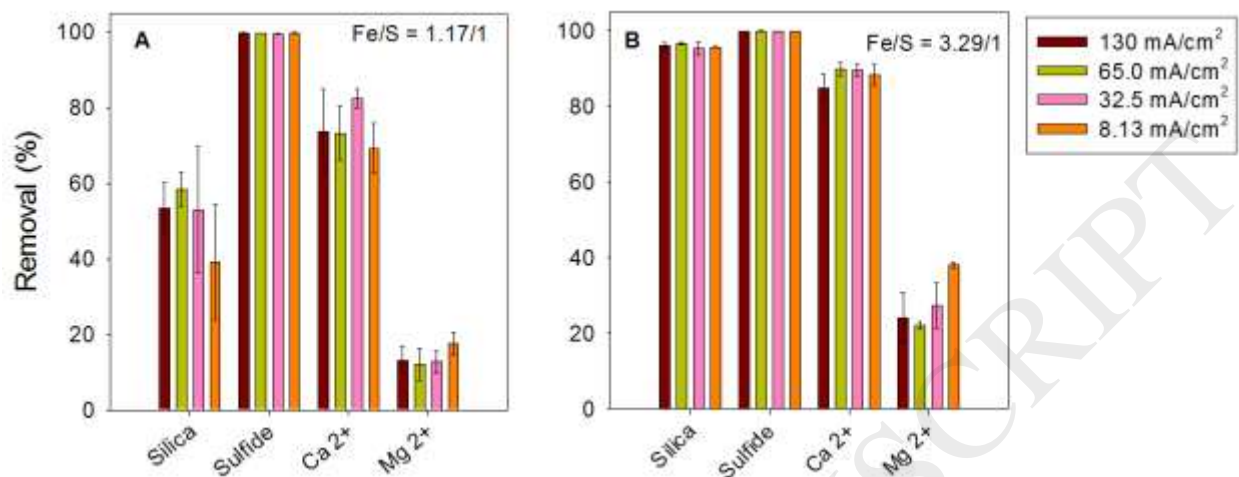 A
Fe/S = 1.17/1
Removal (%)
100
80
60
40
20
0
Silica
Sulfide
Ca 2+
Mg 2+
B
Fe/S = 3.29/1
100
80
60
40
20
0
Silica
Sulfide
Ca 2+
Mg 2+
130 mA/cm²
65.0 mA/cm²
32.5 mA/cm²
8.13 mA/cm²
SCRIPT